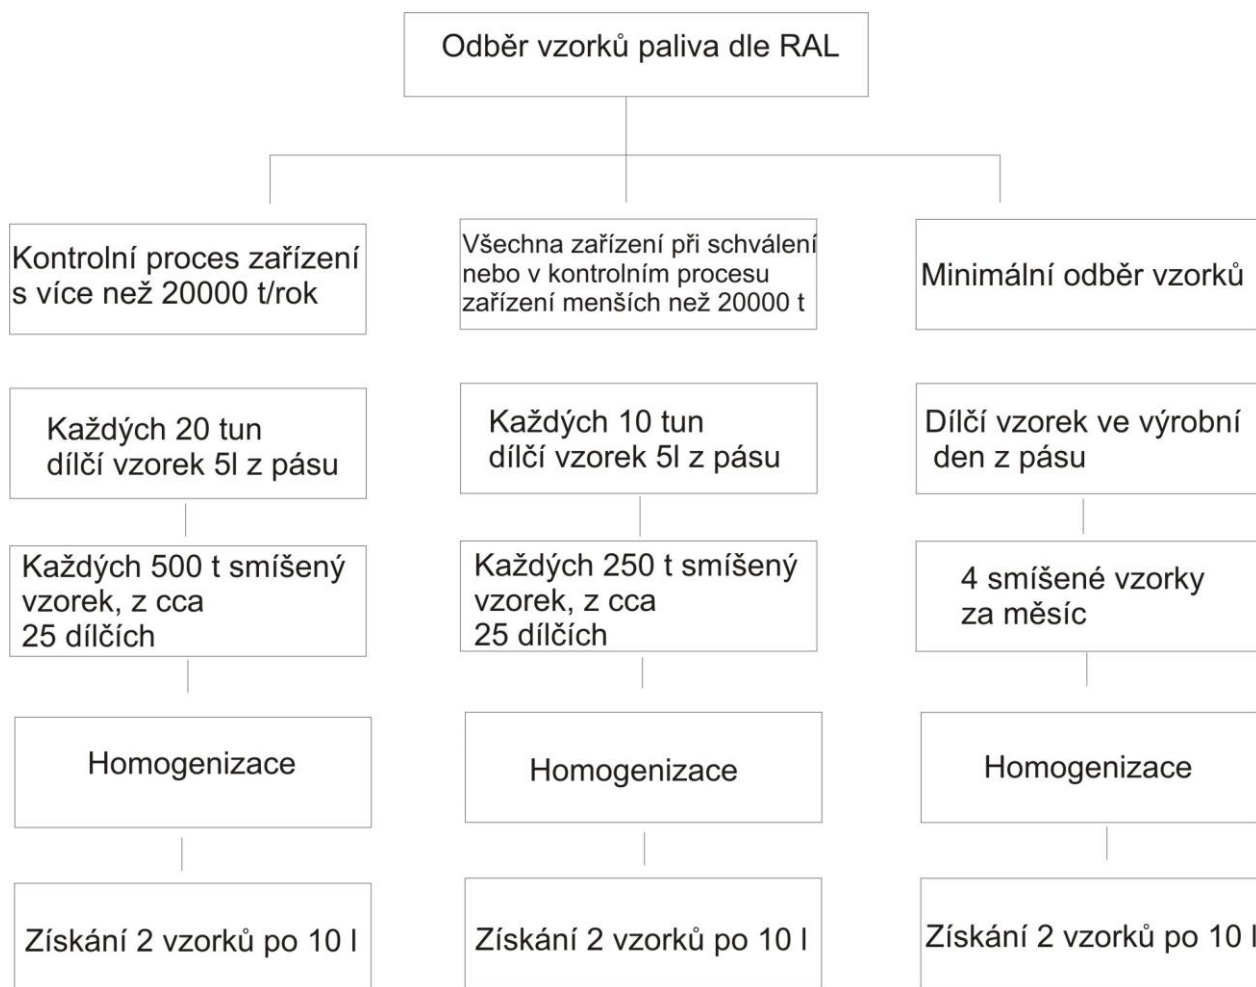 Odběr vzorků paliva dle RAL
Kontrolní proces zařízení
s více než 20000 t/rok
Všechna zařízení při schválení
nebo v kontrolním procesu
zařízení menších než 20000 t
Minimální odběr vzorků
Každých 20 tun
dílčí vzorek 5l z pásu
Každých 10 tun
dílčí vzorek 5l z pásu
Dílčí vzorek ve výrobní
den z pásu
Každých 500 t smíšený
vzorek, z cca
25 dílčích
Každých 250 t smíšený
vzorek, z cca
25 dílčích
4 smíšené vzorky
za měsíc
Homogenizace
Homogenizace
Homogenizace
Získání 2 vzorků po 10 l
Získání 2 vzorků po 10 l
Získání 2 vzorků po 10 l